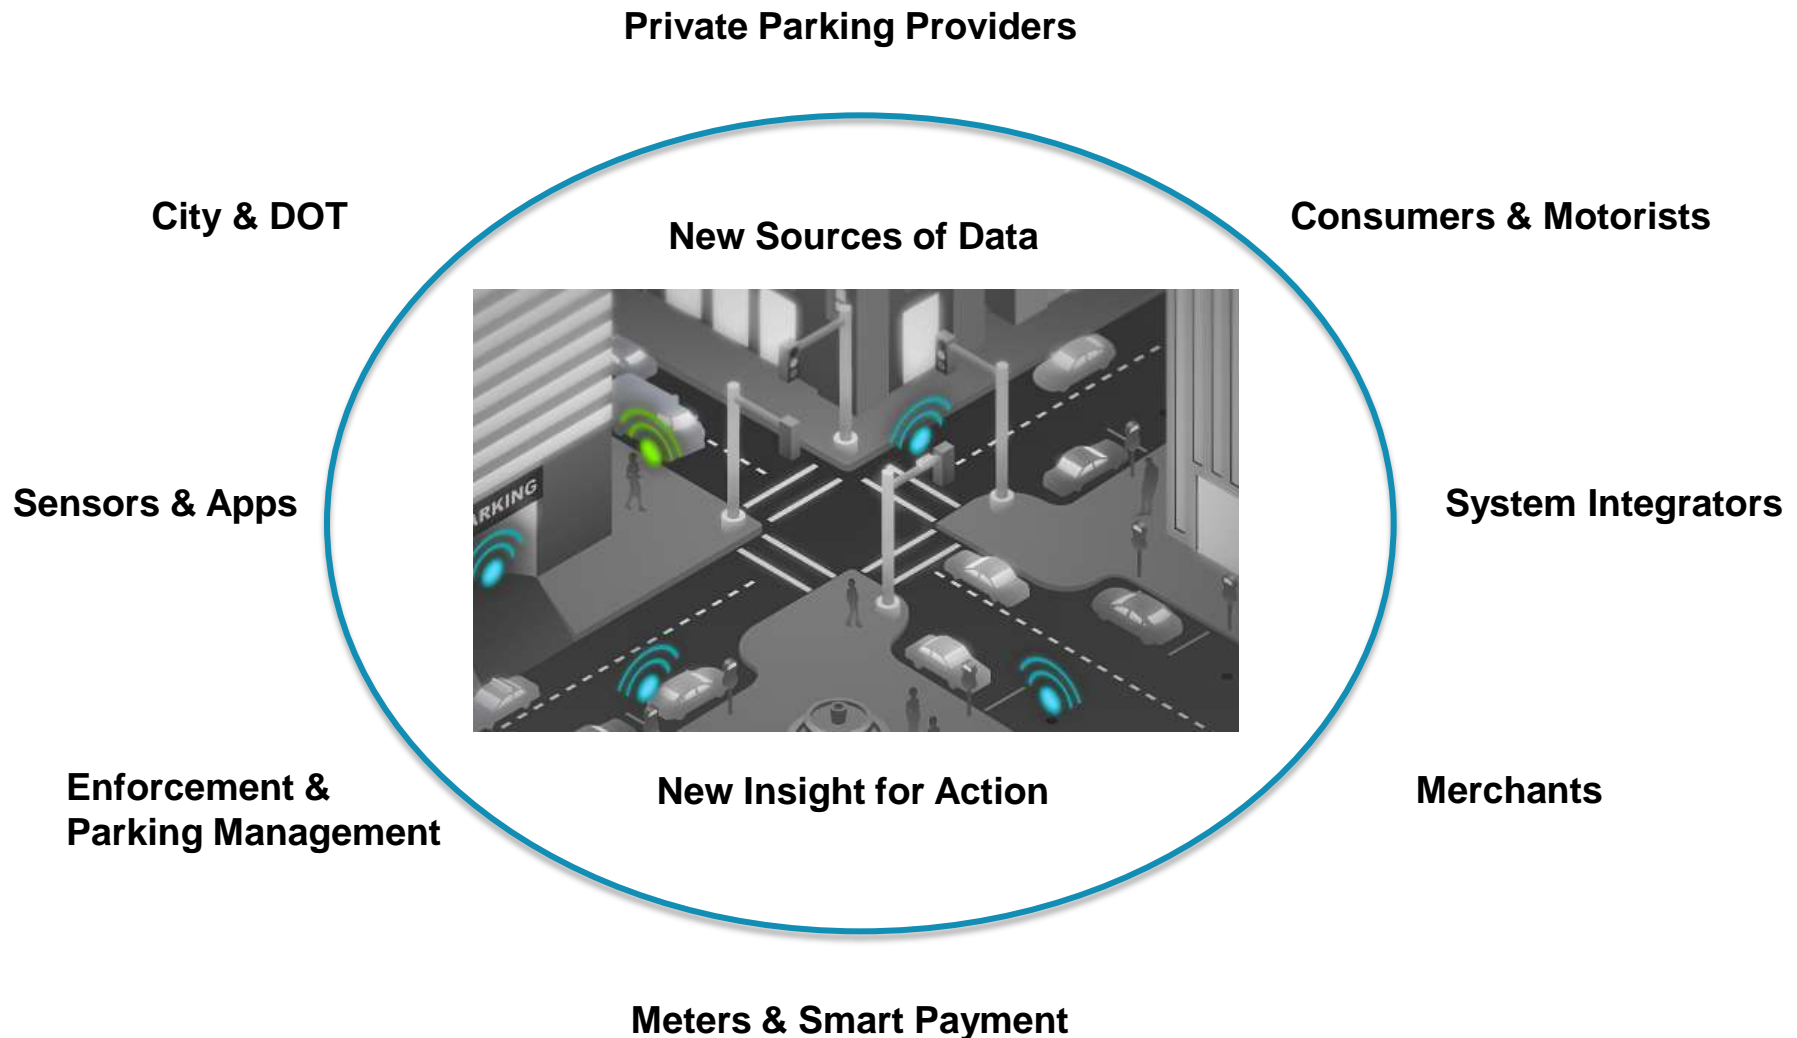 Private Parking Providers
City & DOT
Consumers & Motorists
New Sources of Data
ARKING
Sensors & Apps
System Integrators
Enforcement &
Parking Management
New Insight for Action
Merchants
Meters & Smart Payment